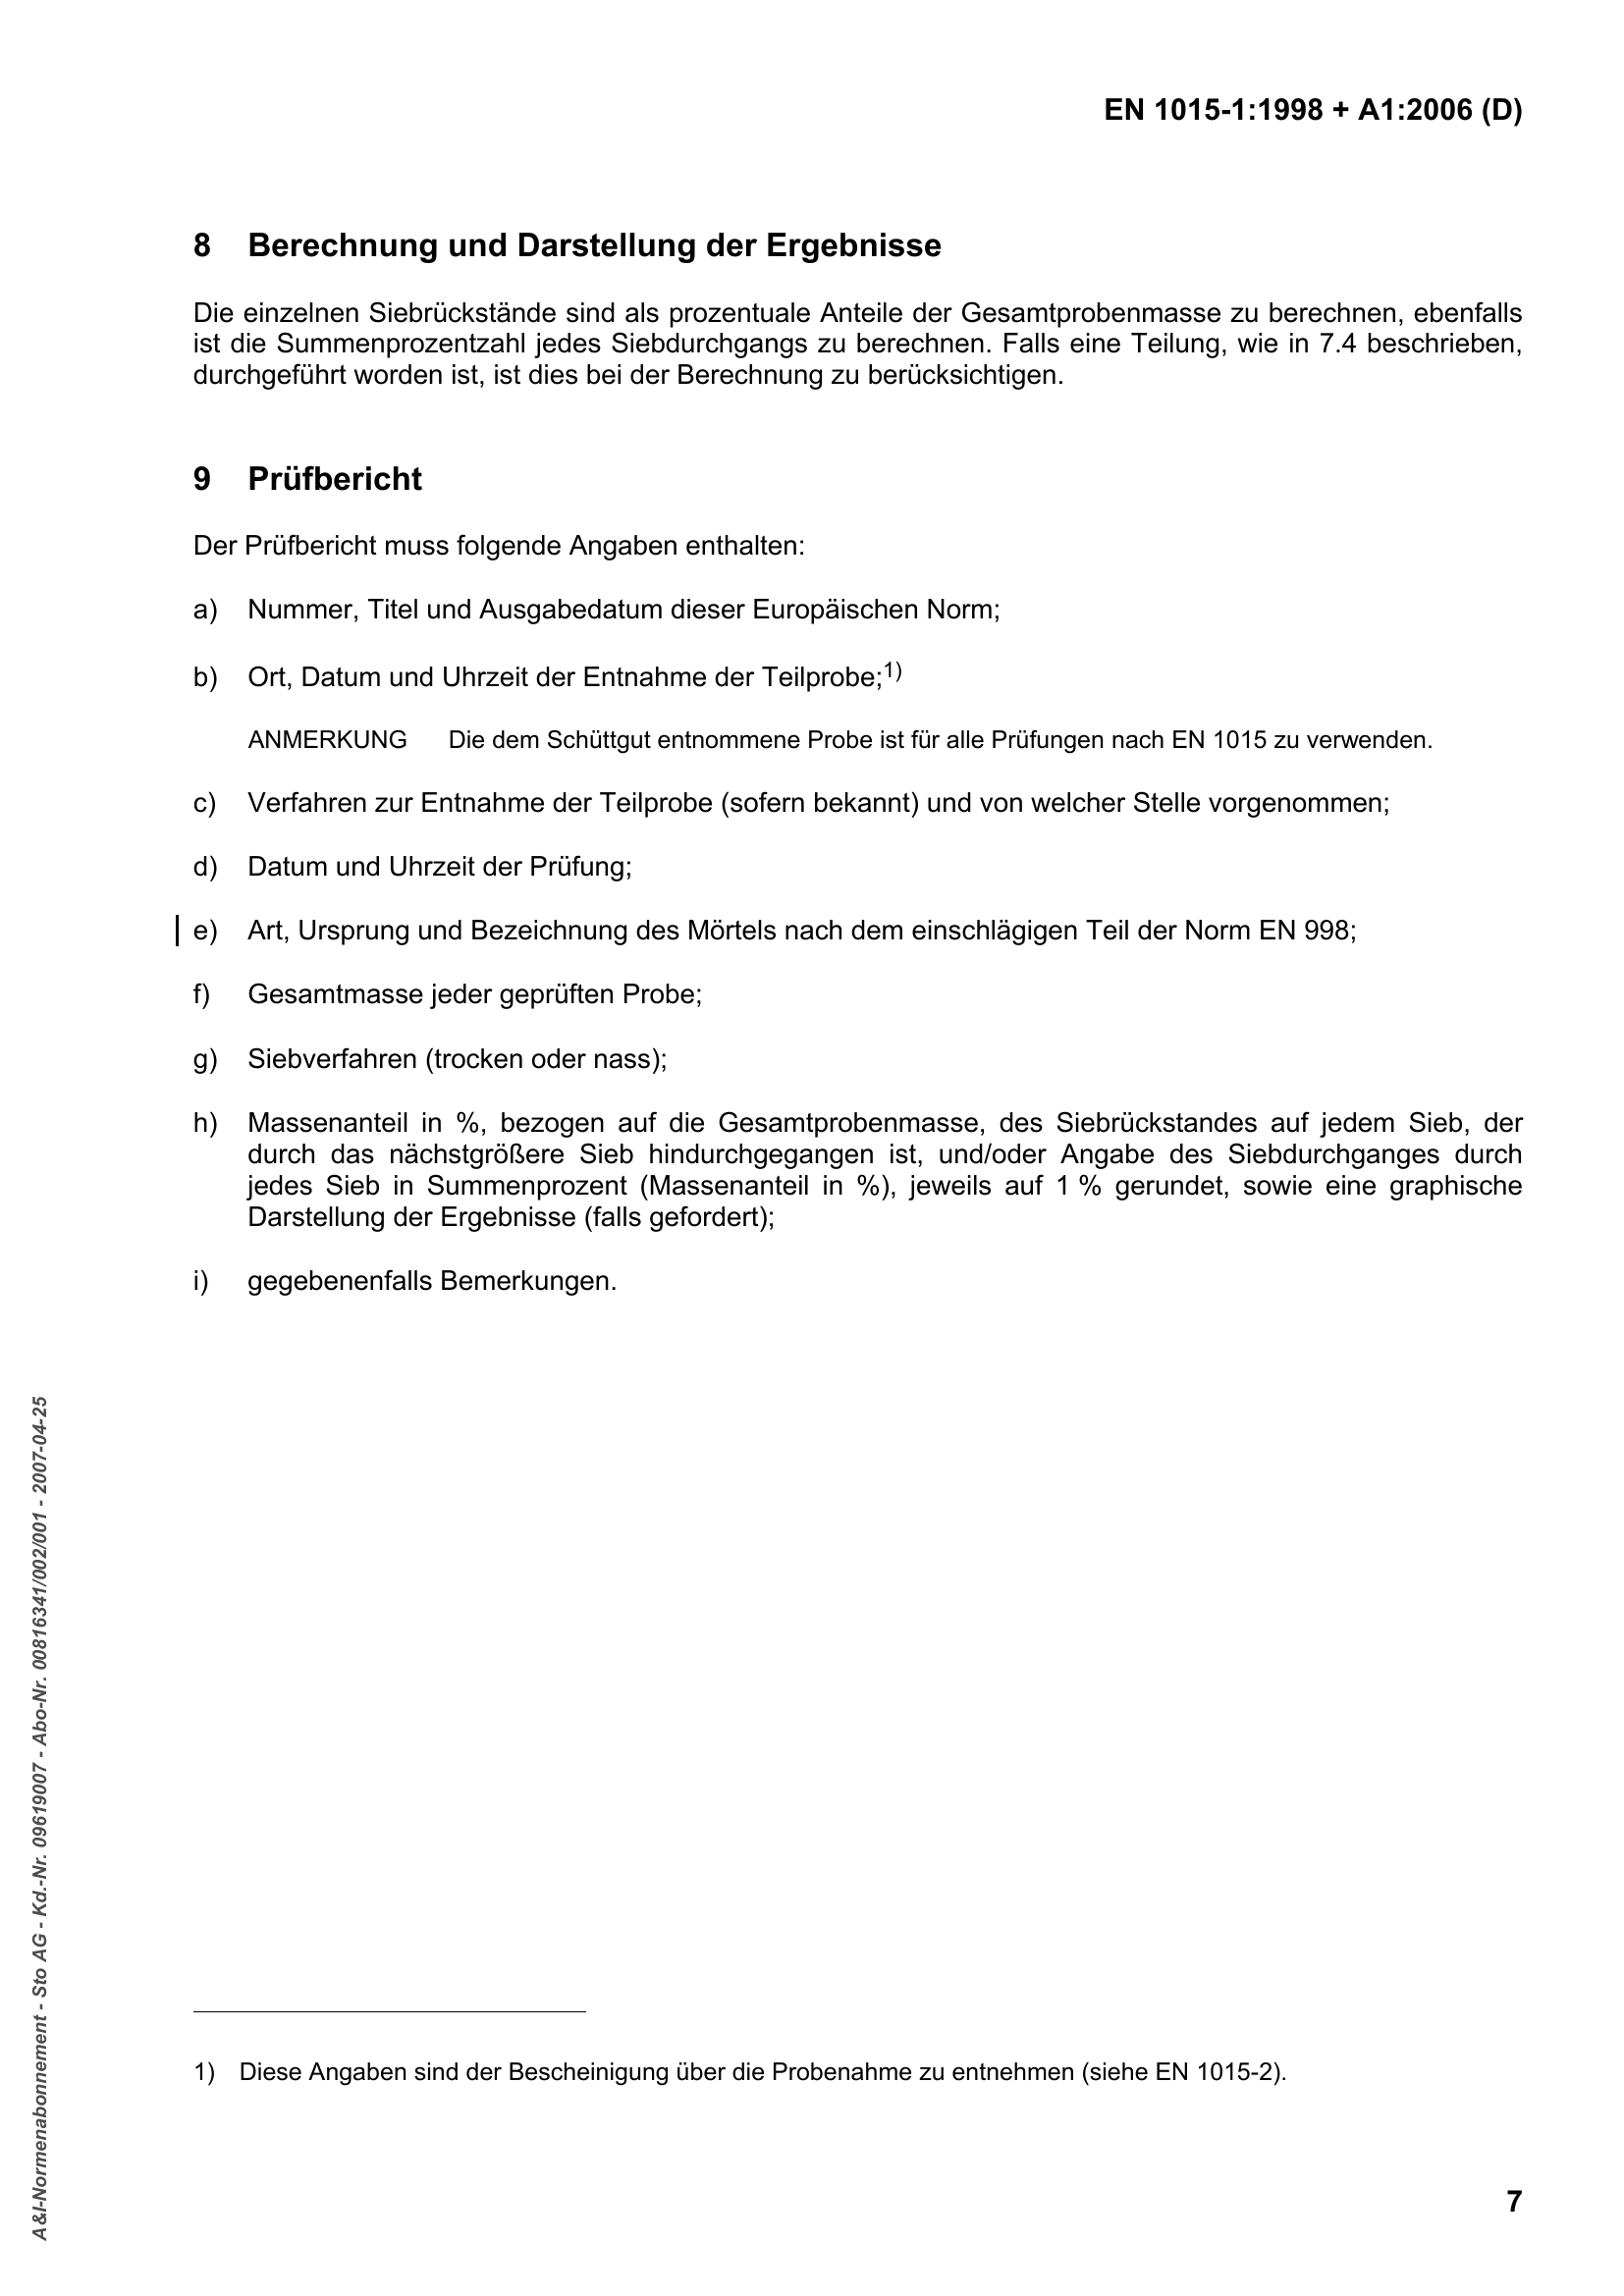 EN 1015-1:1998 + A1:2006 (D)
8 Berechnung und Darstellung der Ergebnisse
Die einzelnen Siebrückstände sind als prozentuale Anteile der Gesamtprobenmasse zu berechnen, ebenfalls
ist die Summenprozentzahl jedes Siebdurchgangs zu berechnen. Falls eine Teilung, wie in 7.4 beschrieben,
durchgeführt worden ist, ist dies bei der Berechnung zu berücksichtigen.
9 Prüfbericht
Der Prüfbericht muss folgende Angaben enthalten:
a) Nummer, Titel und Ausgabedatum dieser Europäischen Norm;
b) Ort, Datum und Uhrzeit der Entnahme der Teilprobe;1)
ANMERKUNG Die dem Schüttgut entnommene Probe ist für alle Prüfungen nach EN 1015 zu verwenden.
c) Verfahren zur Entnahme der Teilprobe (sofern bekannt) und von welcher Stelle vorgenommen;
d) Datum und Uhrzeit der Prüfung;
e) Art, Ursprung und Bezeichnung des Mörtels nach dem einschlägigen Teil der Norm EN 998;
f) Gesamtmasse jeder geprüften Probe;
g) Siebverfahren (trocken oder nass);
h) Massenanteil in %, bezogen auf die Gesamtprobenmasse, des Siebrückstandes auf jedem Sieb, der
durch das nächstgrößere Sieb hindurchgegangen ist, und/oder Angabe des Siebdurchganges durch
jedes Sieb in Summenprozent (Massenanteil in %), jeweils auf 1 % gerundet, sowie eine graphische
Darstellung der Ergebnisse (falls gefordert);
i) gegebenenfalls Bemerkungen.
1) Diese Angaben sind der Bescheinigung über die Probenahme zu entnehmen (siehe EN 1015-2).
7
A&I-Normenabonnement - Sto AG - Kd.-Nr. 09619007 - Abo-Nr. 00816341/002/001 - 2007-04-25